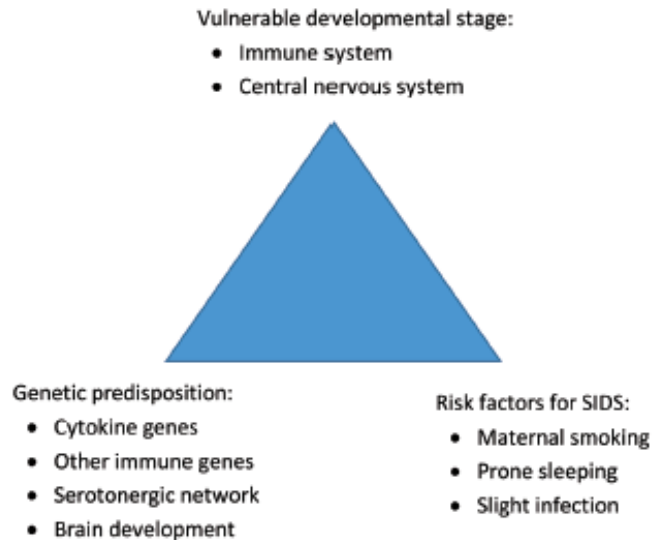 Vulnerable developmental stage:
• Immune system
• Central nervous system
Genetic predisposition:
• Cytokine genes
• Other immune genes
• Serotonergic network
• Brain development
Risk factors for SIDS:
• Maternal smoking
• Prone sleeping
• Slight infection